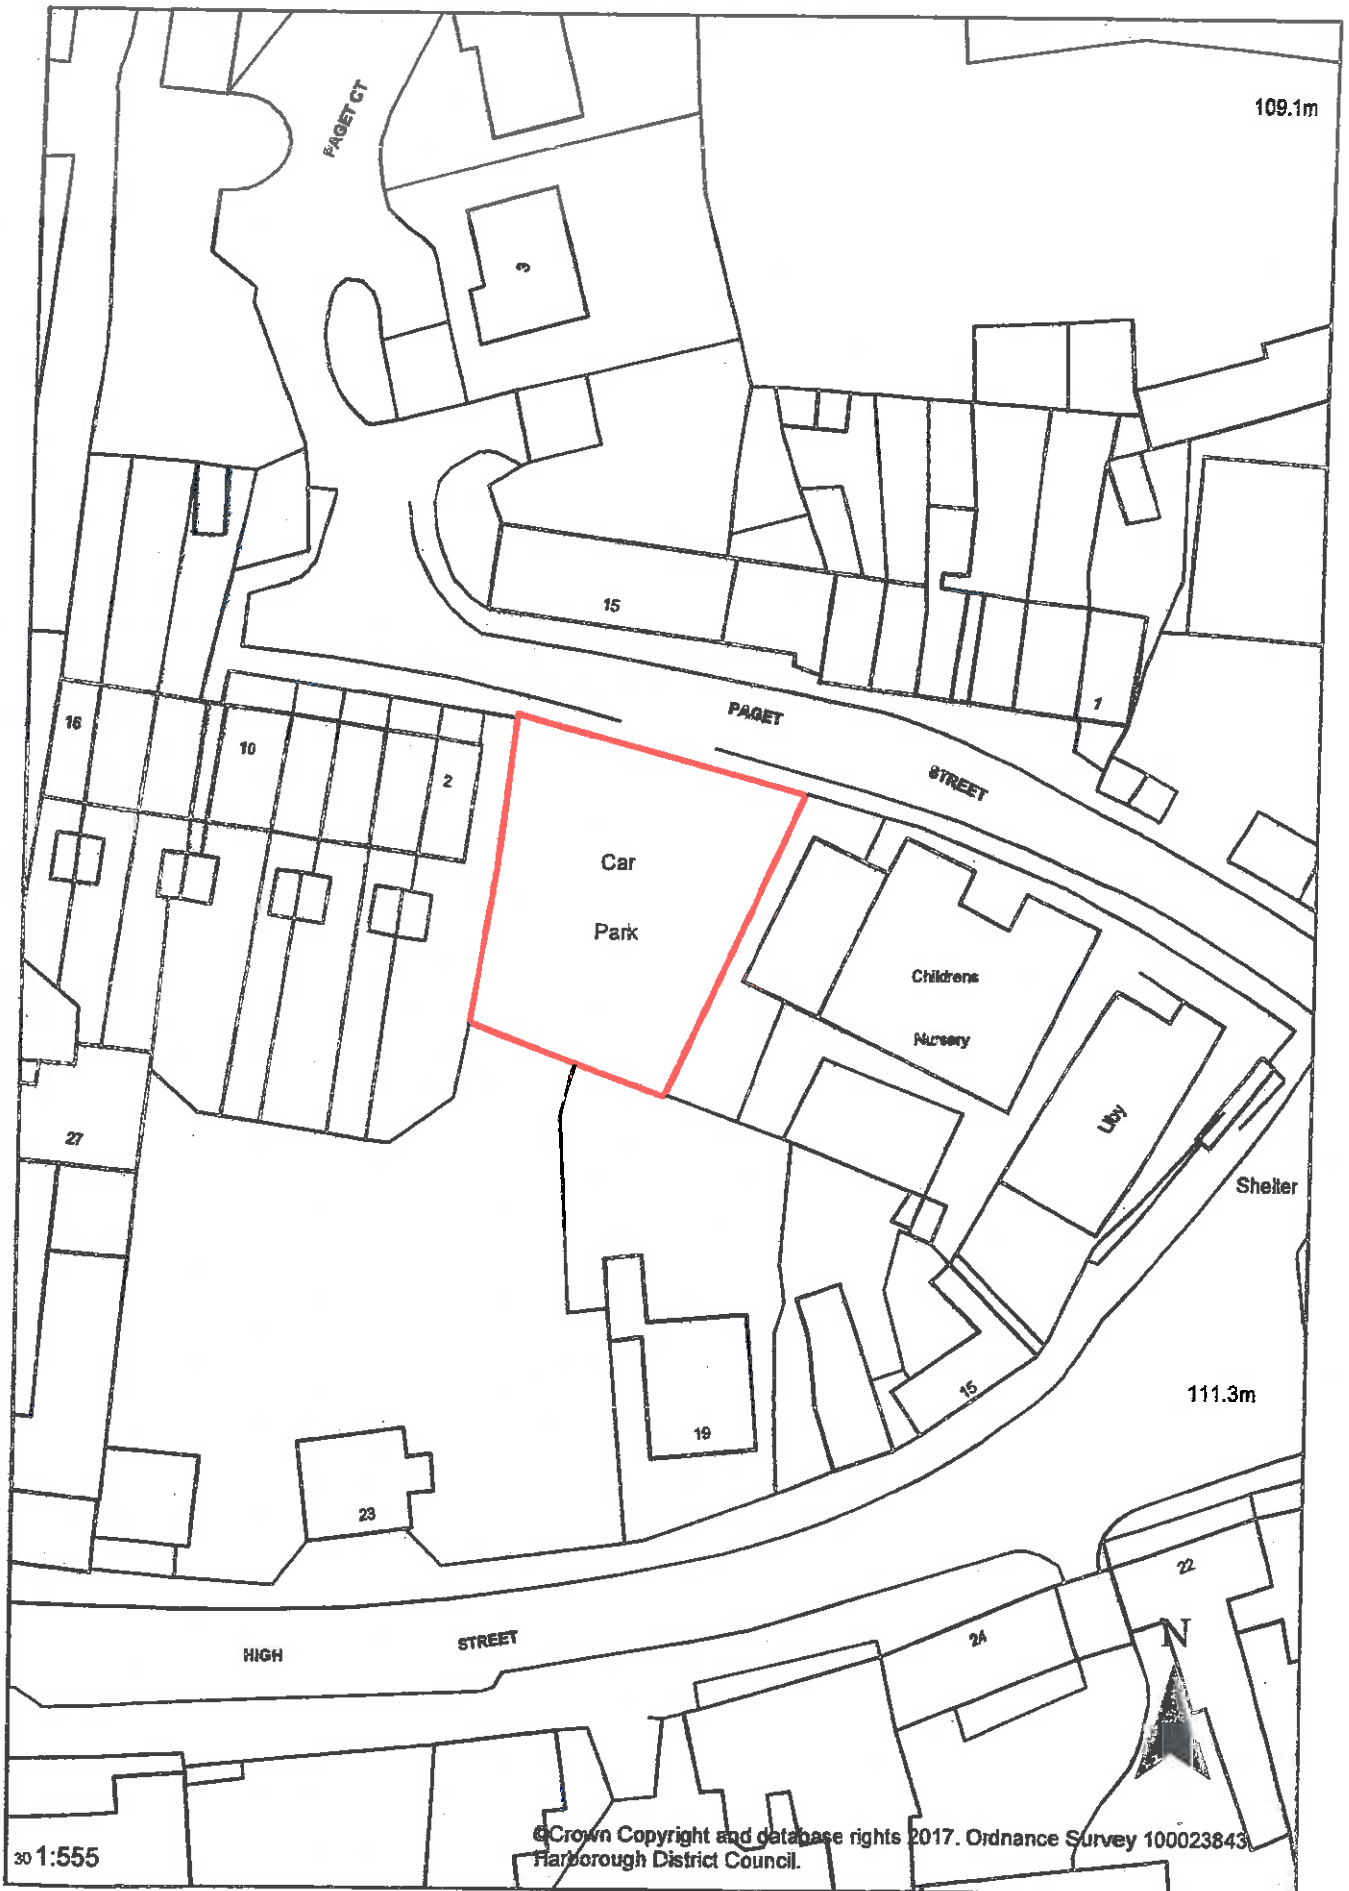 109.1m
PAGET CT
3
15
1
PAGET
STREET
16
10
2
Car
Park
Childrens
Nursery
Liby
27
Shelter
15
111.3m
19
23
22
24
HIGH
STREET
N
©Crown Copyright and database rights 2017. Ordnance Survey 100023843
Harborough District Council.
30 1:555